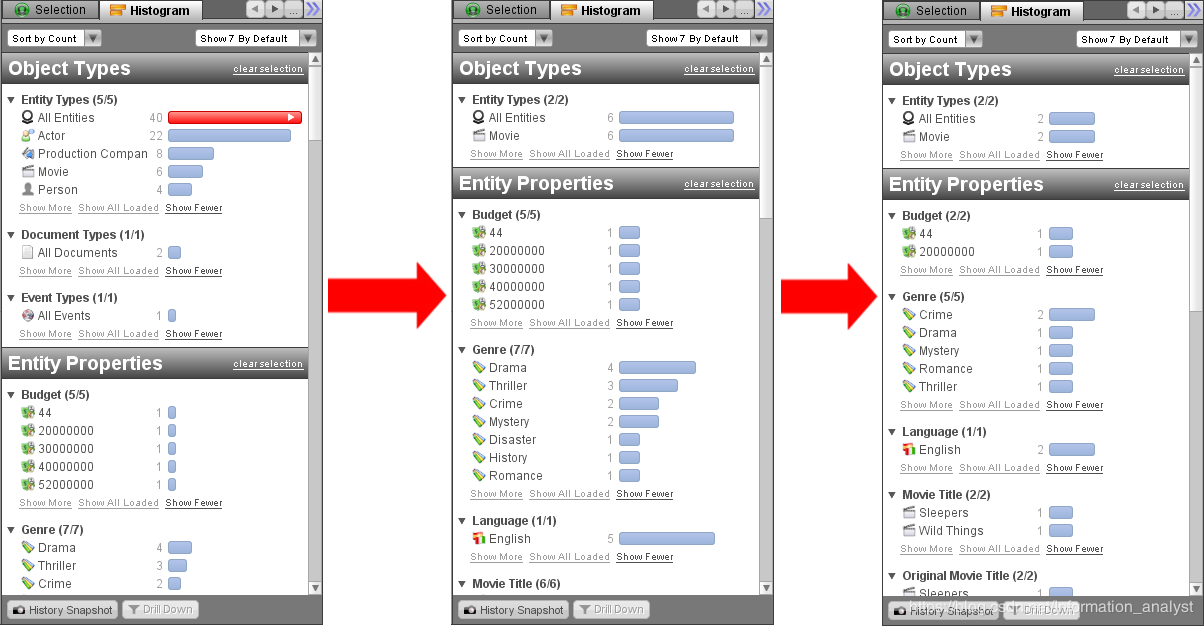 Selection Histogram ...
Sort by Count Show 7 By Default
Object Types clear selection
Entity Types (5/5)
All Entities 40
Actor 22
Production Compan 8
Movie 6
Person 4
Show More Show All Loaded Show Fewer
Document Types (1/1)
All Documents 2
Show More Show All Loaded Show Fewer
Event Types (1/1)
All Events 1
Show More Show All Loaded Show Fewer
Entity Properties clear selection
Budget (5/5)
44 1
20000000 1
30000000 1
40000000 1
52000000 1
Show More Show All Loaded Show Fewer
Genre (7/7)
Drama 4
Thriller 3
Crime 2
History Snapshot Drill Down
Selection Histogram ...
Sort by Count Show 7 By Default
Object Types clear selection
Entity Types (2/2)
All Entities 6
Movie 6
Show More Show All Loaded Show Fewer
Entity Properties clear selection
Budget (5/5)
44 1
20000000 1
30000000 1
40000000 1
52000000 1
Show More Show All Loaded Show Fewer
Genre (7/7)
Drama 4
Thriller 3
Crime 2
Mystery 2
Disaster 1
History 1
Romance 1
Show More Show All Loaded Show Fewer
Language (1/1)
English 5
Show More Show All Loaded Show Fewer
Movie Title (6/6)
History Snapshot Drill Down
Selection Histogram ...
Sort by Count Show 7 By Default
Object Types clear selection
Entity Types (2/2)
All Entities 2
Movie 2
Show More Show All Loaded Show Fewer
Entity Properties clear selection
Budget (2/2)
44 1
20000000 1
Show More Show All Loaded Show Fewer
Genre (5/5)
Crime 2
Drama 1
Mystery 1
Romance 1
Thriller 1
Show More Show All Loaded Show Fewer
Language (1/1)
English 2
Show More Show All Loaded Show Fewer
Movie Title (2/2)
Sleepers 1
Wild Things 1
Show More Show All Loaded Show Fewer
Original Movie Title (2/2)
Sleepers 1
History Snapshot Drill Down
https://blog.csdn.net/Information_analyst